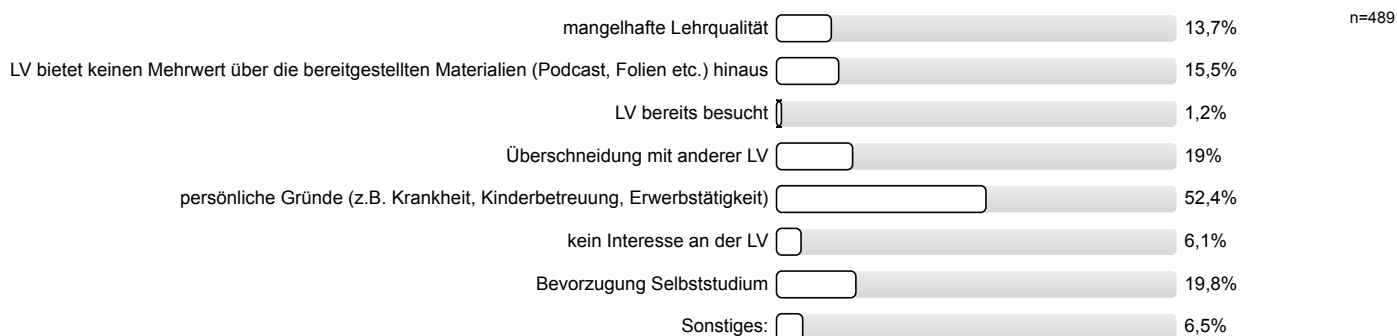 mangelhafte Lehrqualität 13,7% n=489
LV bietet keinen Mehrwert über die bereitgestellten Materialien (Podcast, Folien etc.) hinaus 15,5%
LV bereits besucht 1,2%
Überschneidung mit anderer LV 19%
persönliche Gründe (z.B. Krankheit, Kinderbetreuung, Erwerbstätigkeit) 52,4%
kein Interesse an der LV 6,1%
Bevorzugung Selbststudium 19,8%
Sonstiges: 6,5%